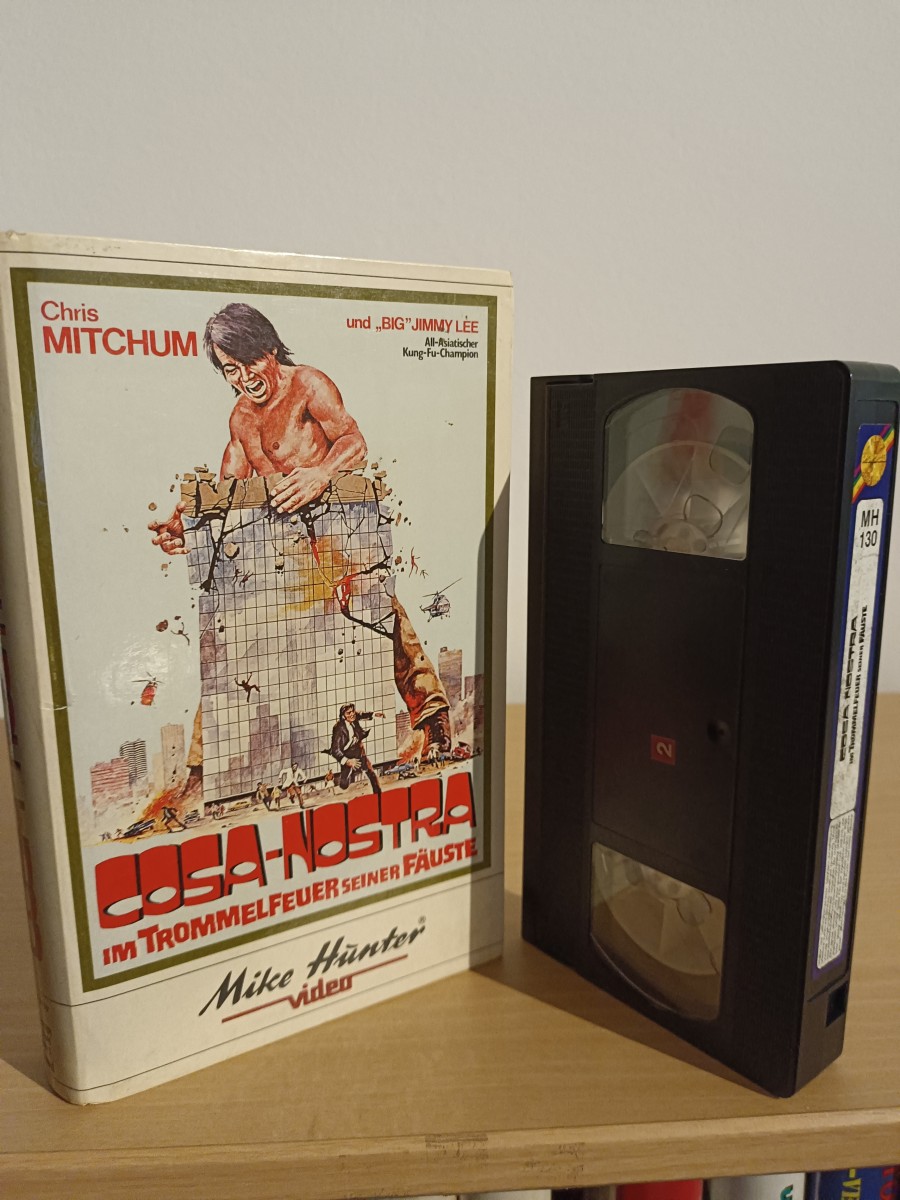 Chris
MITCHUM
und „BIG” JIMMY LEE
All-Asiatischer
Kung-Fu-Champion
COSA-NOSTRA
IM TROMMELFEUER SEINER FÄUSTE
Mike Hunter®
video
2
MH
130
COSA NOSTRA
IM TROMMELFEUER SEINER FÄUSTE